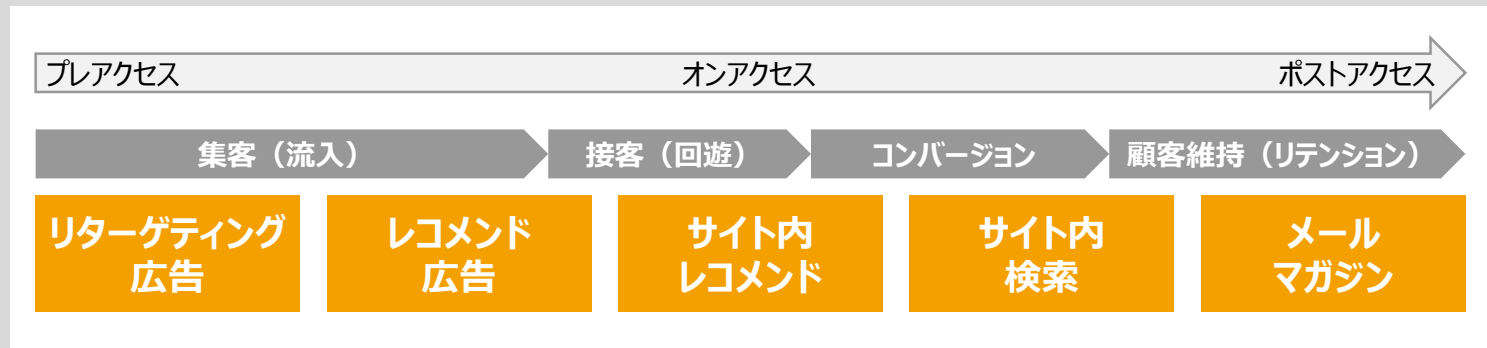 プレアクセス オンアクセス ポストアクセス
集客（流入） 接客（回遊） コンバージョン 顧客維持（リテンション）
リターゲティング
広告
レコメンド
広告
サイト内
レコメンド
サイト内
検索
メール
マガジン